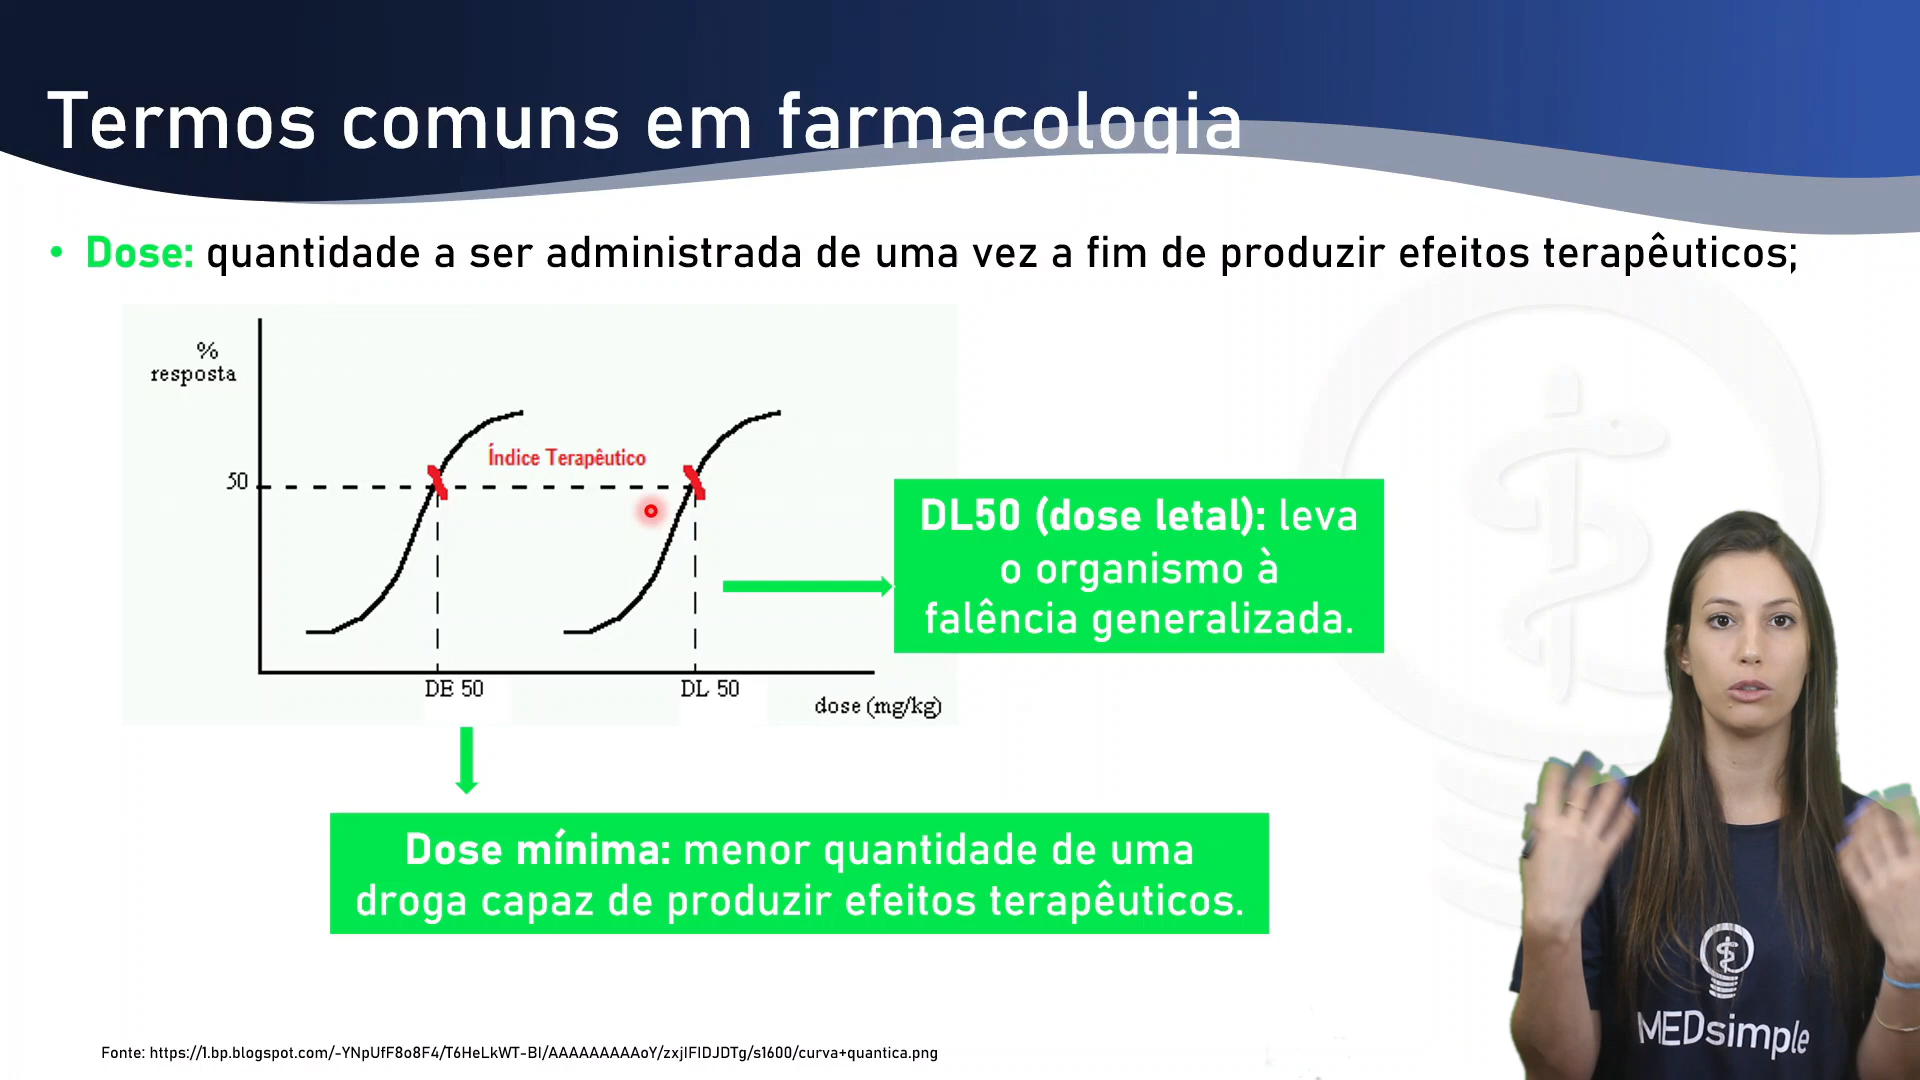 Termos comuns em farmacologia
• Dose: quantidade a ser administrada de uma vez a fim de produzir efeitos terapêuticos;
%
resposta
Índice Terapêutico
50
DE 50
DL 50
dose (mg/kg)
DL50 (dose letal): leva
o organismo à
falência generalizada.
Dose mínima: menor quantidade de uma
droga capaz de produzir efeitos terapêuticos.
MEDsimple
Fonte: https://1.bp.blogspot.com/-YNpUfF8o8F4/T6HeLkWT-BI/AAAAAAAAAoY/zxjIFIDJDTg/s1600/curva+quantica.png